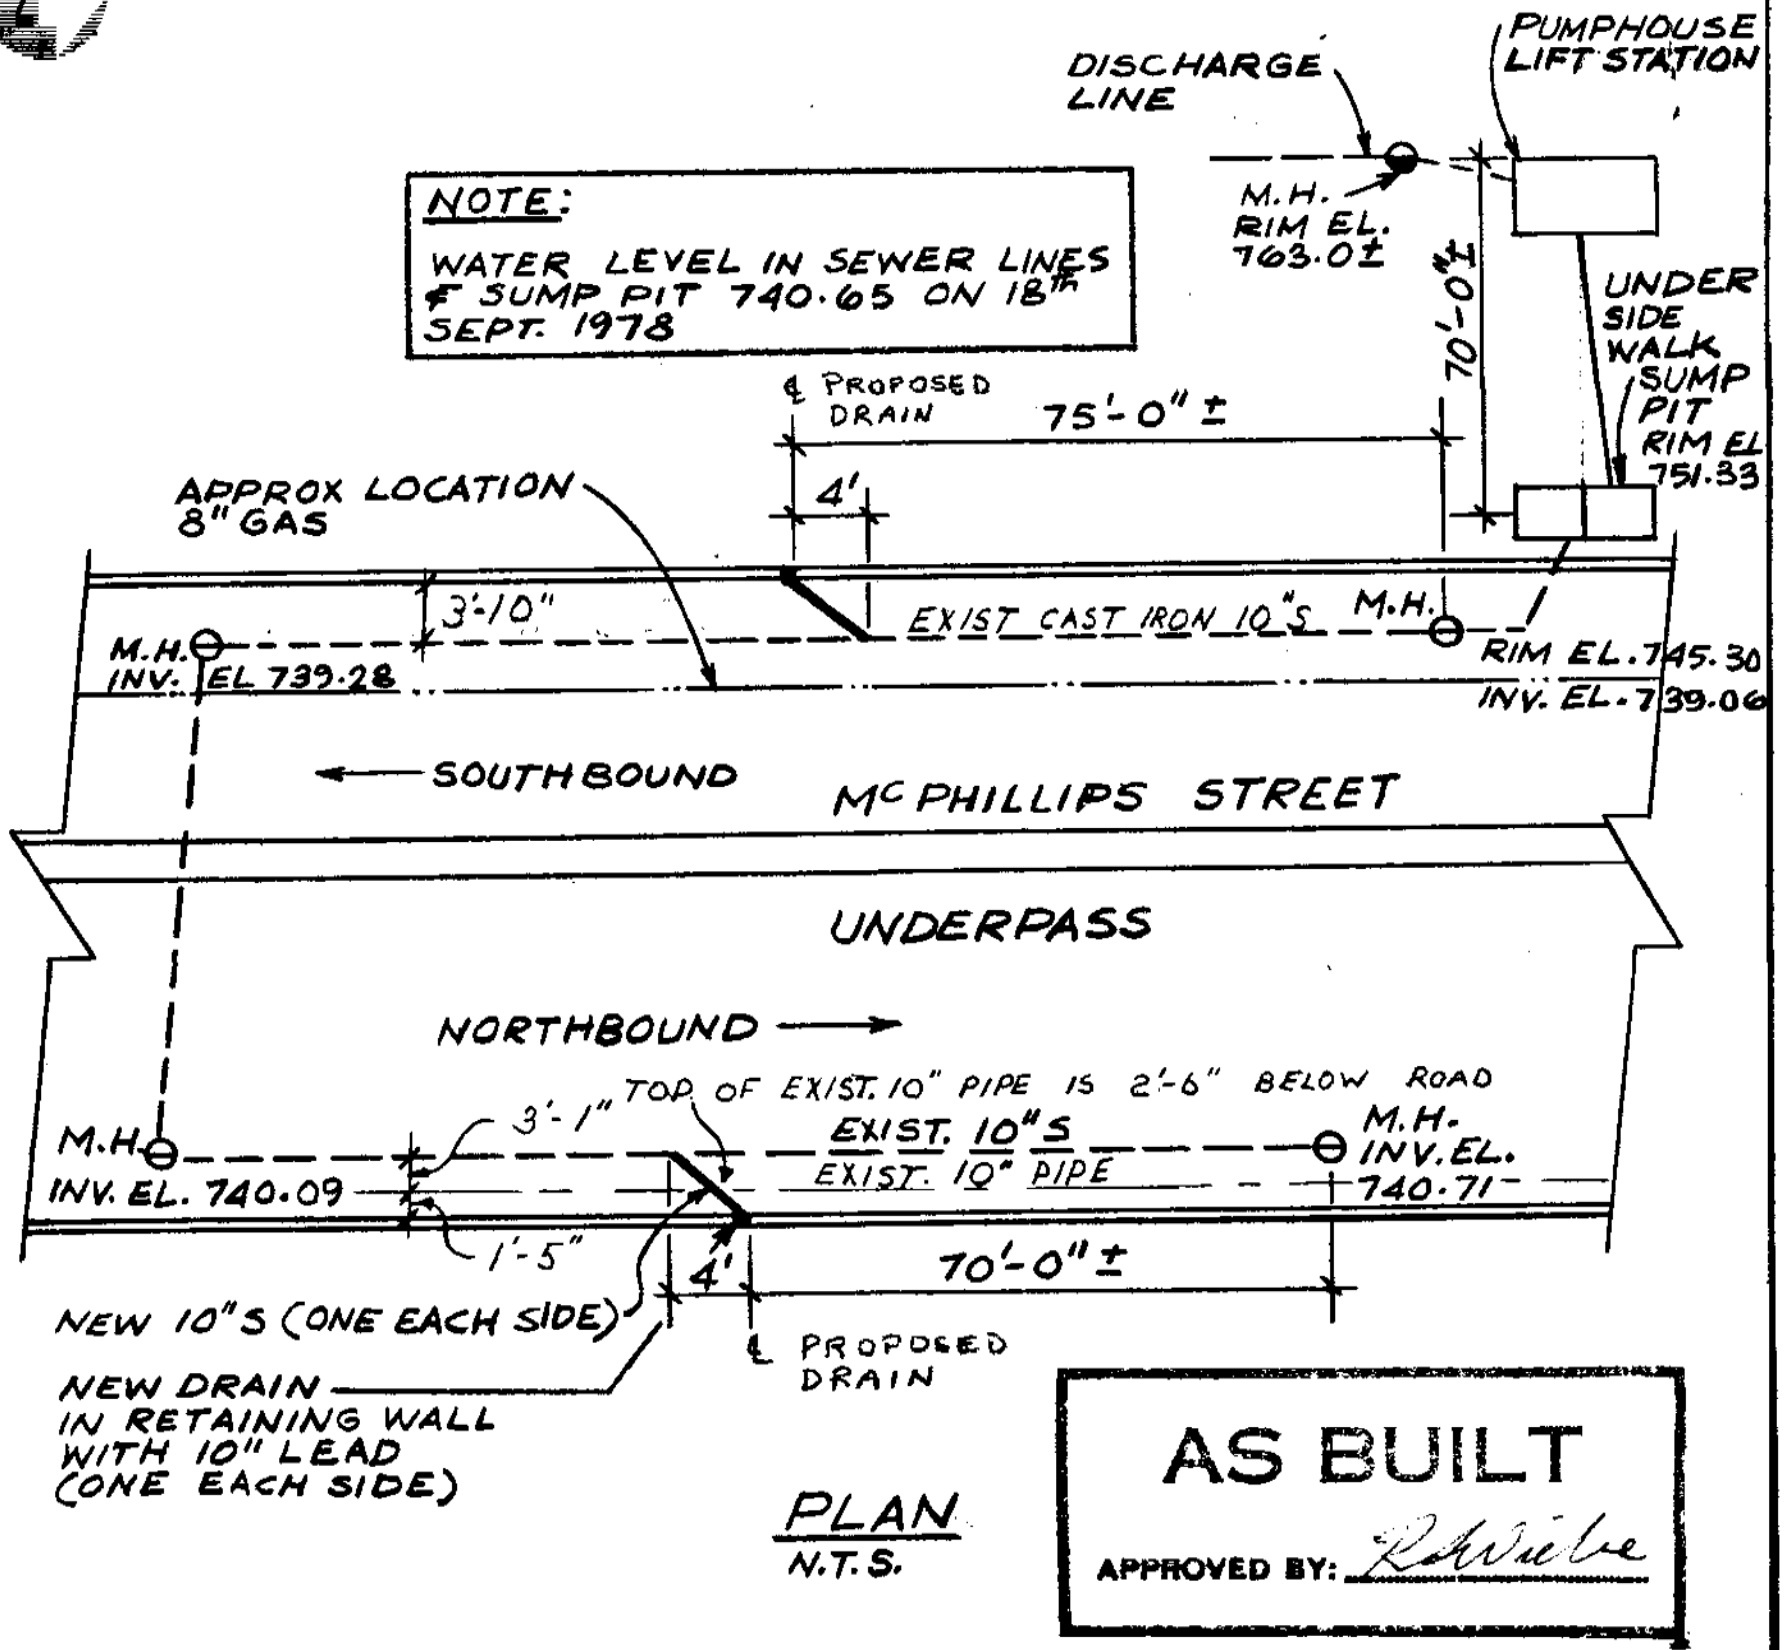 PUMPHOUSE
LIFT STATION
DISCHARGE
LINE
M.H.
RIM EL.
763.0±
70'-0"±
UNDER
SIDE
WALK
SUMP
PIT
RIM EL
751.33
NOTE:
WATER LEVEL IN SEWER LINES
& SUMP PIT 740.65 ON 18th
SEPT. 1978
℄ PROPOSED
DRAIN
75'-0" ±
4'
APPROX LOCATION
8" GAS
3'-10"
EXIST CAST IRON 10"S
M.H.
RIM EL. 745.30
INV. EL. 739.06
M.H.
INV. EL 739.28
SOUTHBOUND
McPHILLIPS STREET
UNDERPASS
NORTHBOUND
TOP OF EXIST. 10" PIPE IS 2'-6" BELOW ROAD
3'-1"
M.H.
INV. EL. 740.09
EXIST. 10"S
EXIST. 10" PIPE
M.H.
INV. EL.
740.71
1'-5"
4'
70'-0" ±
NEW 10"S (ONE EACH SIDE)
℄ PROPOSED
DRAIN
NEW DRAIN
IN RETAINING WALL
WITH 10" LEAD
(ONE EACH SIDE)
PLAN
N.T.S.
AS BUILT
APPROVED BY: